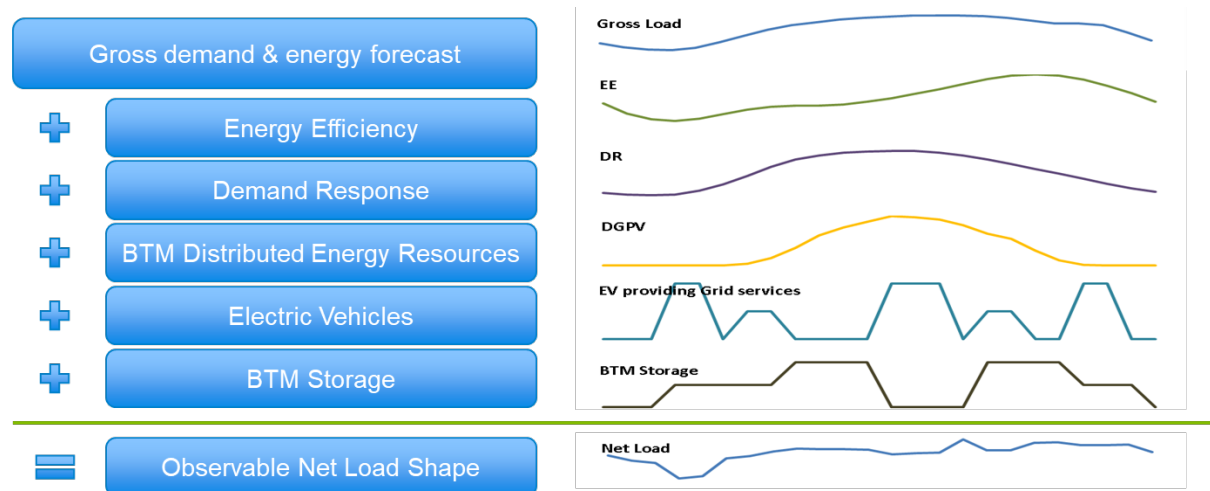 Gross demand & energy forecast
Energy Efficiency
Demand Response
BTM Distributed Energy Resources
Electric Vehicles
BTM Storage
Observable Net Load Shape
Gross Load
EE
DR
DGPV
EV providing Grid services
BTM Storage
Net Load